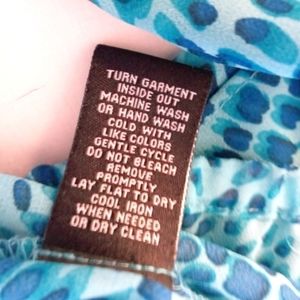 TURN GARMENT
INSIDE OUT
MACHINE WASH
OR HAND WASH
COLD WITH
LIKE COLORS
GENTLE CYCLE
DO NOT BLEACH
REMOVE
PROMPTLY
LAY FLAT TO DRY
COOL IRON
WHEN NEEDED
OR DRY CLEAN